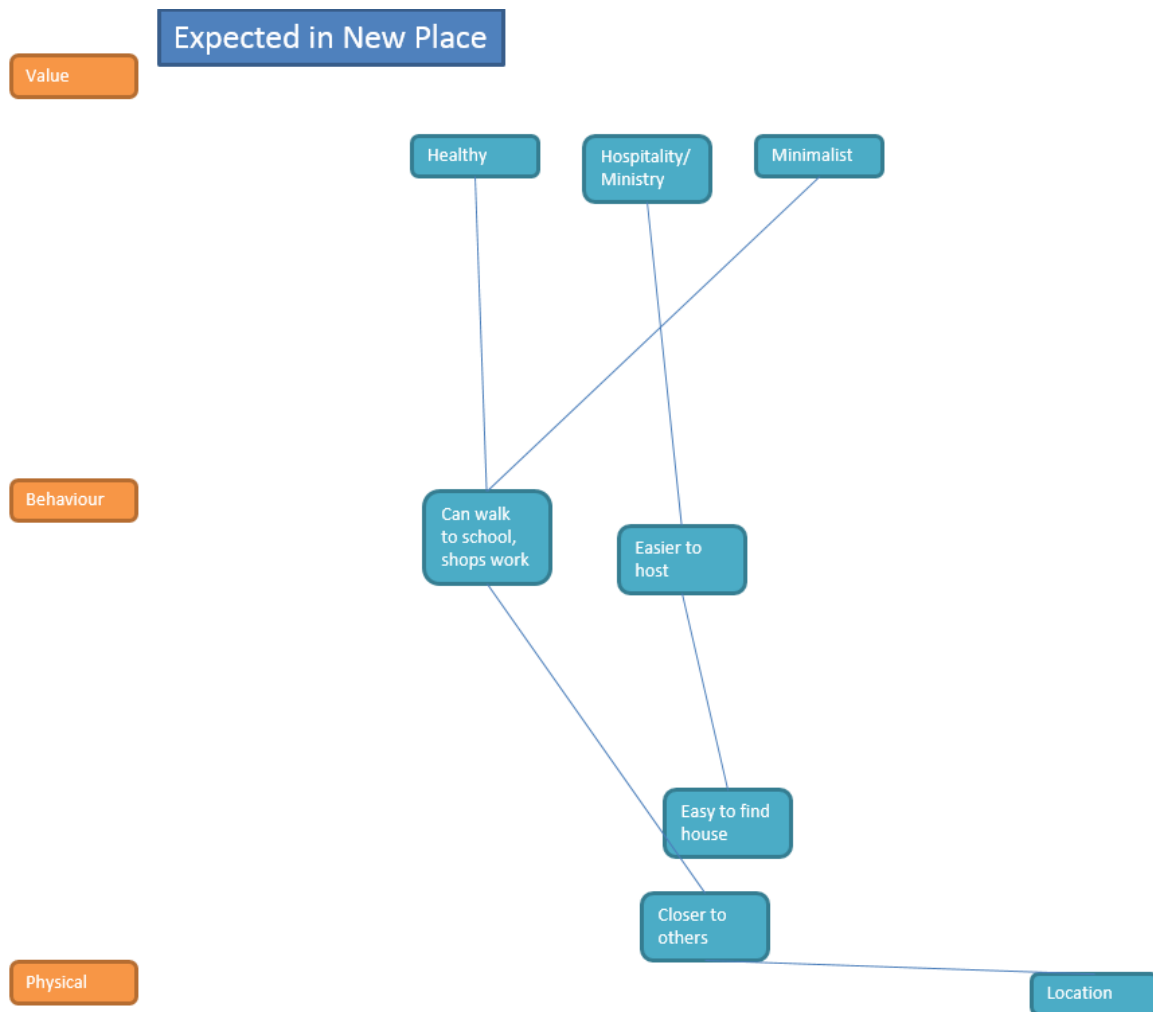 Expected in New Place
Value
Healthy
Hospitality/
Ministry
Minimalist
Behaviour
Can walk
to school,
shops work
Easier to
host
Easy to find
house
Closer to
others
Physical
Location